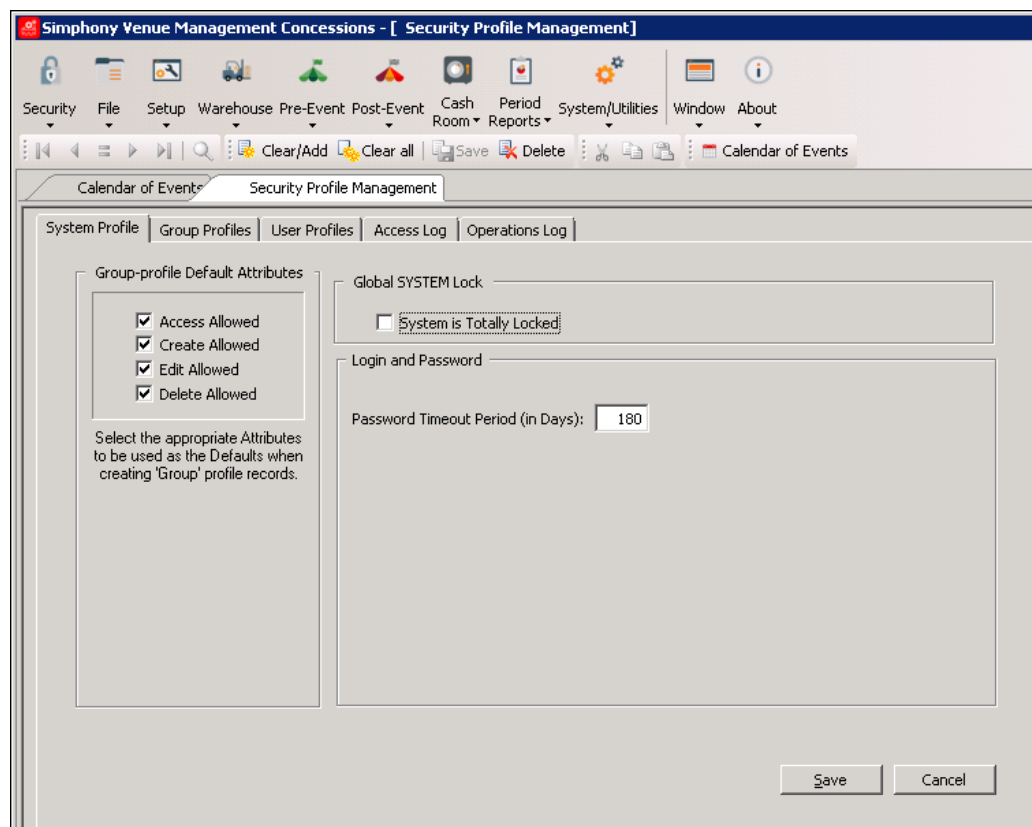 Simphony Venue Management Concessions - [ Security Profile Management]
Security File Setup Warehouse Pre-Event Post-Event Cash Room Period Reports System/Utilities Window About
Clear/Add Clear all Save Delete Calendar of Events
Calendar of Events Security Profile Management
System Profile Group Profiles User Profiles Access Log Operations Log
Group-profile Default Attributes
Access Allowed
Create Allowed
Edit Allowed
Delete Allowed
Select the appropriate Attributes
to be used as the Defaults when
creating 'Group' profile records.
Global SYSTEM Lock
System is Totally Locked
Login and Password
Password Timeout Period (in Days): 180
Save Cancel